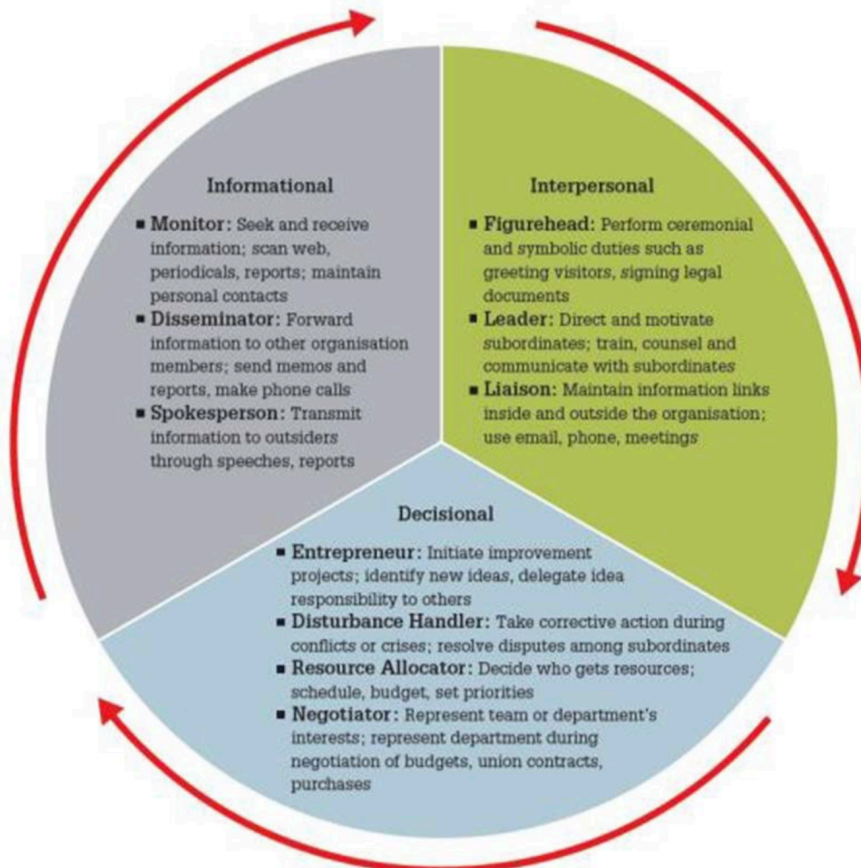 Informational
■ Monitor: Seek and receive
information; scan web,
periodicals, reports; maintain
personal contacts
■ Disseminator: Forward
information to other organisation
members; send memos and
reports, make phone calls
■ Spokesperson: Transmit
information to outsiders
through speeches, reports
Interpersonal
■ Figurehead: Perform ceremonial
and symbolic duties such as
greeting visitors, signing legal
documents
■ Leader: Direct and motivate
subordinates; train, counsel and
communicate with subordinates
■ Liaison: Maintain information links
inside and outside the organisation;
use email, phone, meetings
Decisional
■ Entrepreneur: Initiate improvement
projects; identify new ideas, delegate idea
responsibility to others
■ Disturbance Handler: Take corrective action during
conflicts or crises; resolve disputes among subordinates
■ Resource Allocator: Decide who gets resources;
schedule, budget, set priorities
■ Negotiator: Represent team or department's
interests; represent department during
negotiation of budgets, union contracts,
purchases